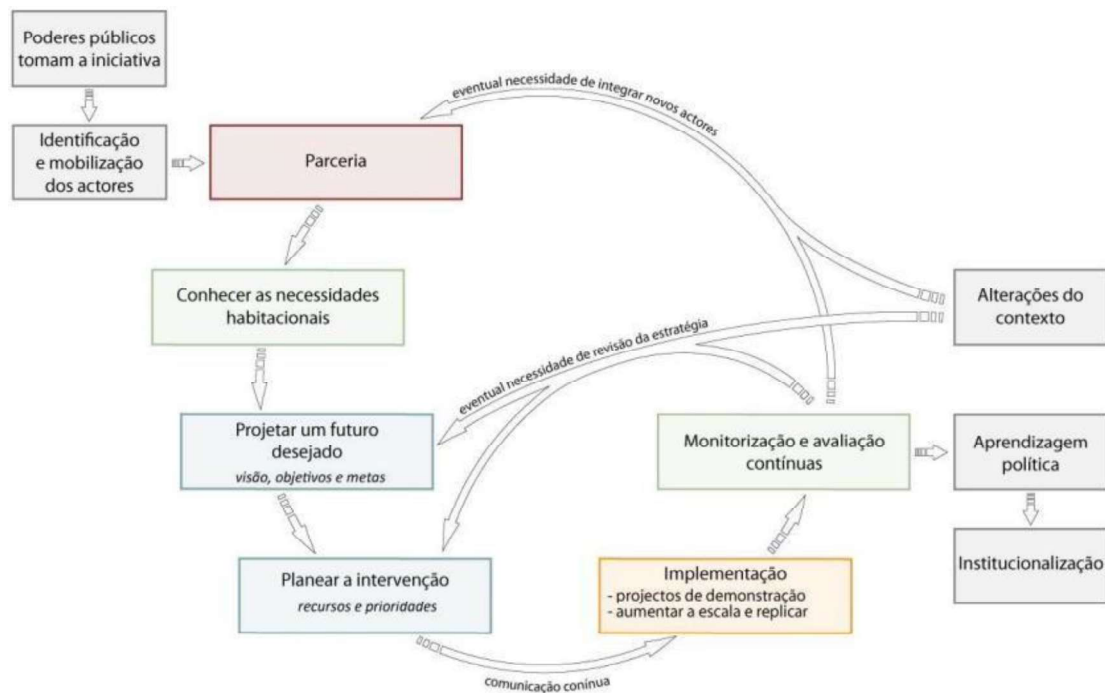 Poderes públicos
tomam a iniciativa
eventual necessidade de integrar novos actores
Identificação
e mobilização
dos actores
Parceria
Conhecer as necessidades
habitacionais
Alterações do
contexto
eventual necessidade de revisão da estratégia
Projetar um futuro
desejado
visão, objetivos e metas
Monitorização e avaliação
contínuas
Aprendizagem
política
Planear a intervenção
recursos e prioridades
Implementação
- projectos de demonstração
- aumentar a escala e replicar
Institucionalização
comunicação conínua